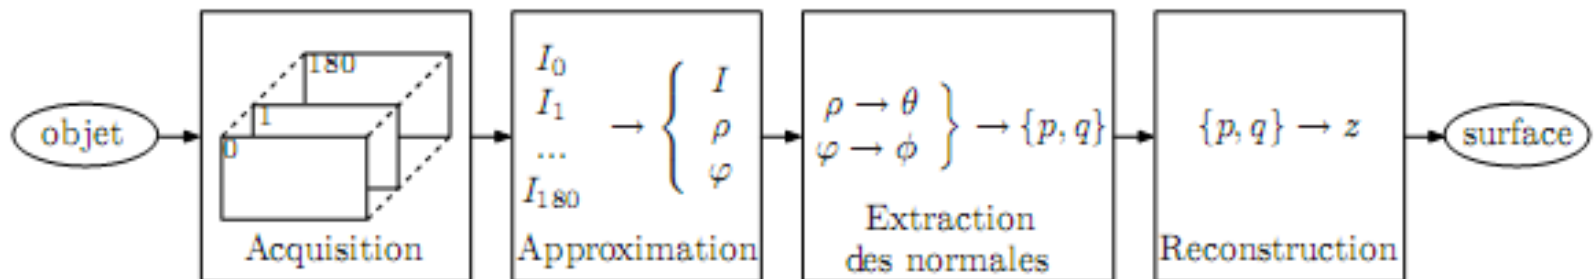 objet
180
1
0
Acquisition
I₀
I₁
...
I₁₈₀
→ {
I
ρ
φ
Approximation
ρ → θ
φ → ϕ
} → {p, q}
Extraction
des normales
{p, q} → z
Reconstruction
surface